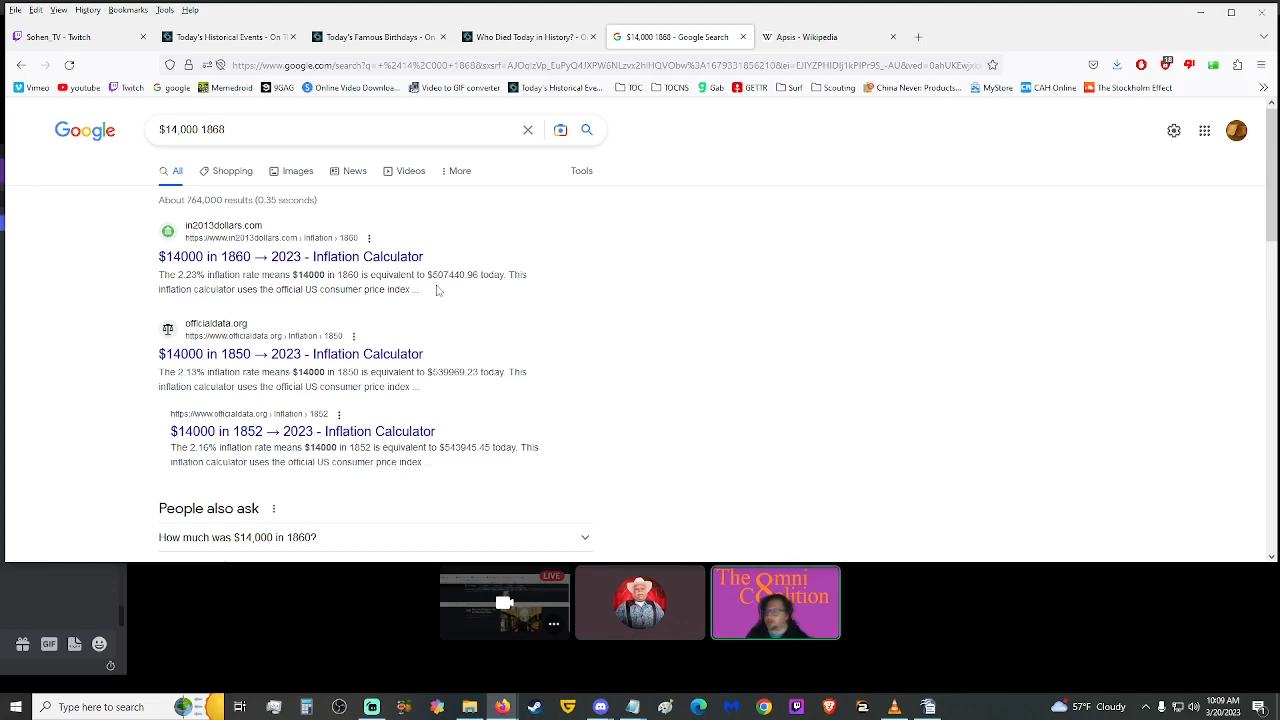 File Edit View History Bookmarks Tools Help
Sohen_TV - Twitch
Today's Historical Events - On Th
Today's Famous Birthdays - On
Who Died Today in History? - O
$14,000 1868 - Google Search
Apsis - Wikipedia
Vimeo youtube Twitch google Memedroid 9GAG Online Video Downloa... Video to GIF converter Today's Historical Eve... TOC TOCNS Gab GETTR Surf Scouting China Never: Products... MyStore CAH Online The Stockholm Effect
Google
$14,000 1868
All Shopping Images News Videos More Tools
About 764,000 results (0.35 seconds)
in2013dollars.com
https://www.in2013dollars.com › Inflation › 1860
$14000 in 1860 → 2023 - Inflation Calculator
The 2.23% inflation rate means $14000 in 1860 is equivalent to $507440.96 today. This
inflation calculator uses the official US consumer price index ...
officialdata.org
https://www.officialdata.org › Inflation › 1850
$14000 in 1850 → 2023 - Inflation Calculator
The 2.13% inflation rate means $14000 in 1850 is equivalent to $539969.23 today. This
inflation calculator uses the official US consumer price index ...
https://www.officialdata.org › Inflation › 1852
$14000 in 1852 → 2023 - Inflation Calculator
The 2.16% inflation rate means $14000 in 1852 is equivalent to $543945.45 today. This
inflation calculator uses the official US consumer price index ...
People also ask
How much was $14,000 in 1860?
LIVE
The 8mni
C8alition
GIF
Type here to search
57°F Cloudy
10:09 AM
3/20/2023